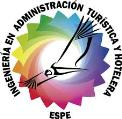 INGENIERÍA EN ADMINISTRACIÓN TURÍSTICA Y HOTELERA
ESPE